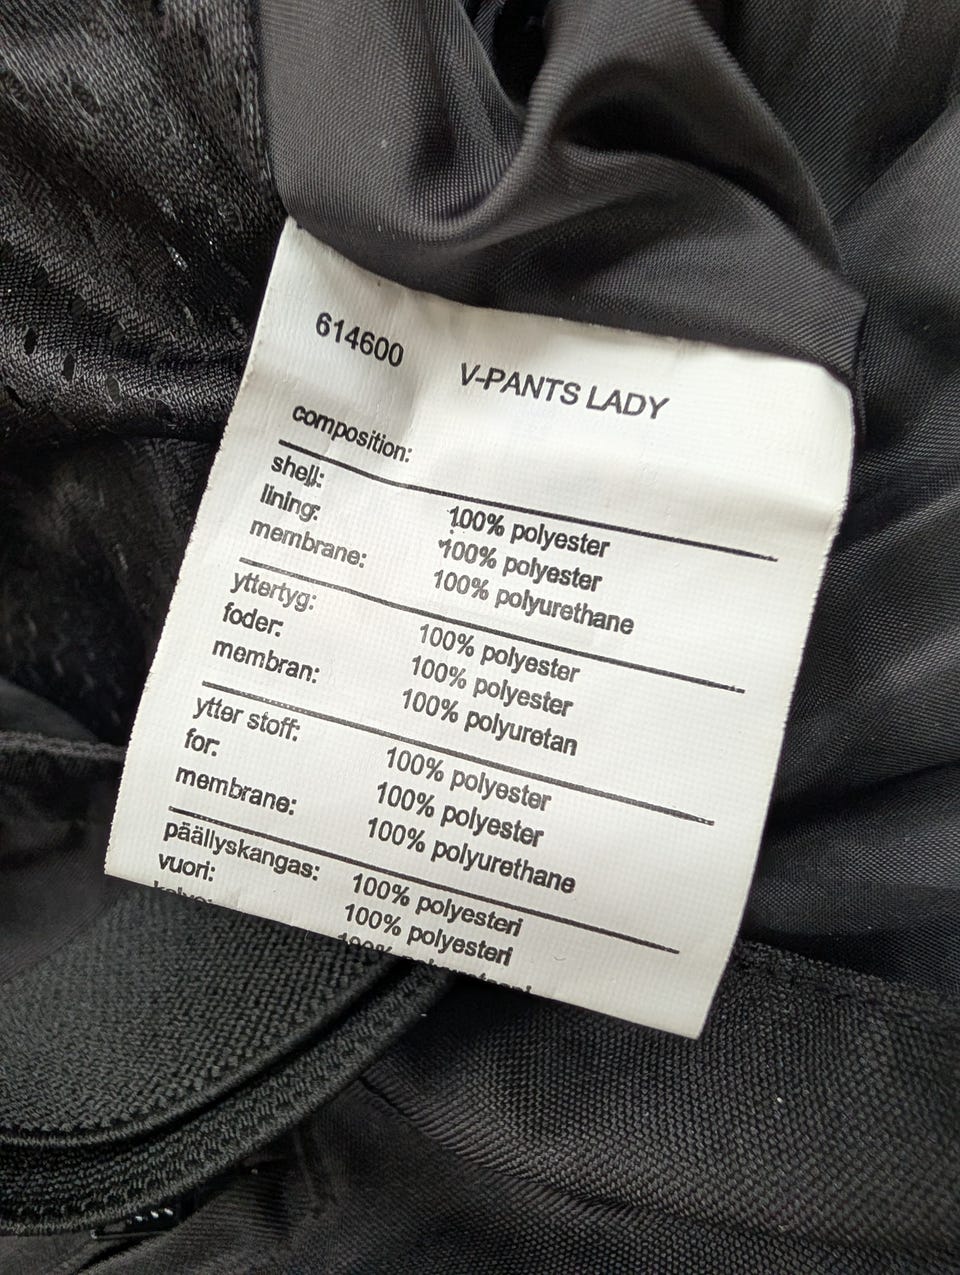 614600 V-PANTS LADY
composition:
shell: 100% polyester
lining: 100% polyester
membrane: 100% polyurethane
yttertyg: 100% polyester
foder: 100% polyester
membran: 100% polyuretan
ytter stoff: 100% polyester
for: 100% polyester
membrane: 100% polyurethane
päällyskangas: 100% polyesteri
vuori: 100% polyesteri
100%